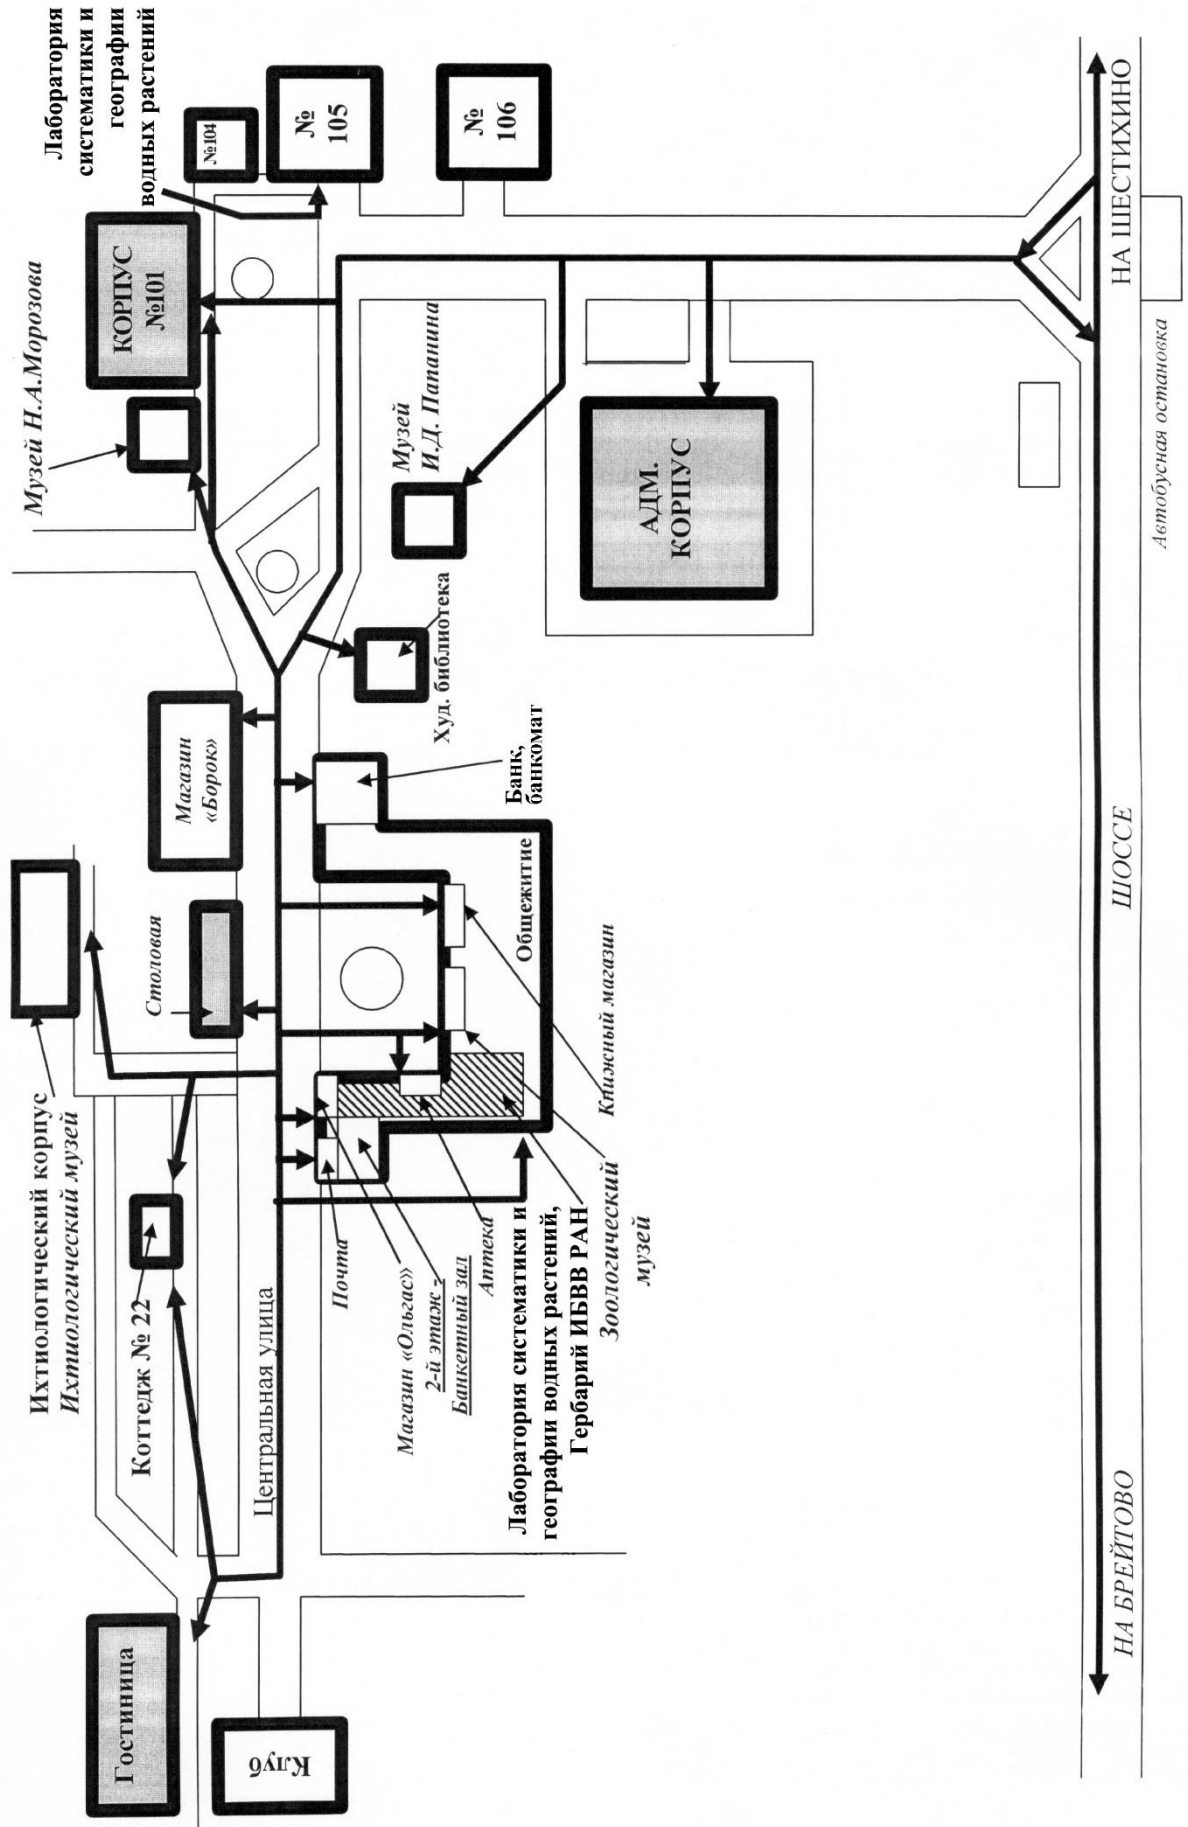 Лаборатория
систематики и
географии
водных растений
№104
№
105
№
106
КОРПУС
№101
Музей Н.А.Морозова
Музей
И.Д. Папанина
АДМ.
КОРПУС
НА ШЕСТИХИНО
Автобусная остановка
Худ. библиотека
Магазин
«Борок»
Банк,
банкомат
Столовая
Общежитие
Книжный магазин
ШОССЕ
Ихтиологический корпус
Ихтиологический музей
Коттедж № 22
Центральная улица
Почта
Магазин «Ольгас»
2-й этаж -
Банкетный зал
Аптека
Лаборатория систематики и
географии водных растений,
Гербарий ИБВВ РАН
Зоологический
музей
Гостиница
Клуб
НА БРЕЙТОВО